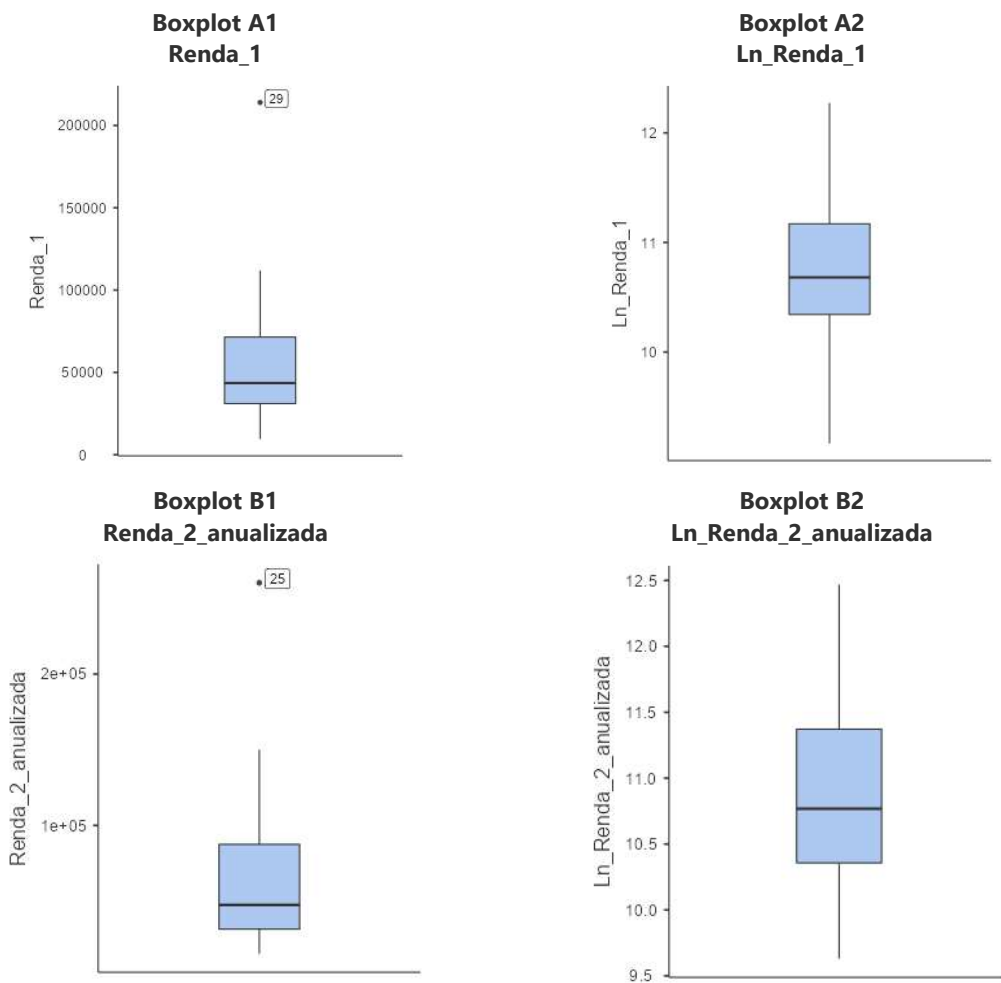 Boxplot A1
Renda_1
Renda_1
200000
150000
100000
50000
0
29
Boxplot A2
Ln_Renda_1
Ln_Renda_1
12
11
10
Boxplot B1
Renda_2_anualizada
Renda_2_anualizada
2e+05
1e+05
25
Boxplot B2
Ln_Renda_2_anualizada
Ln_Renda_2_anualizada
12.5
12.0
11.5
11.0
10.5
10.0
9.5